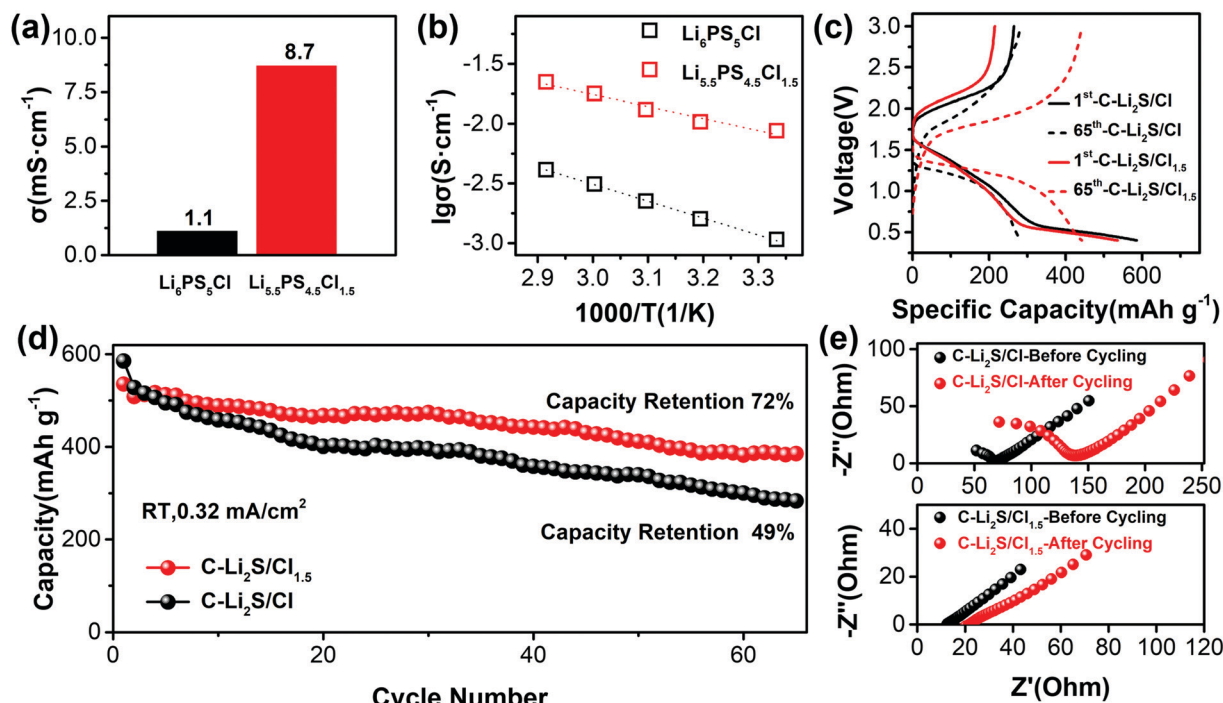 (a)
10.0
7.5
5.0
2.5
0.0
σ(mS·cm⁻¹)
1.1
8.7
Li₆PS₅Cl
Li₅.₅PS₄.₅Cl₁.₅
(b)
-1.5
-2.0
-2.5
-3.0
lgσ(S·cm⁻¹)
Li₆PS₅Cl
Li₅.₅PS₄.₅Cl₁.₅
2.9 3.0 3.1 3.2 3.3
1000/T(1/K)
(c)
3.0
2.5
2.0
1.5
1.0
0.5
Voltage(V)
1ˢᵗ-C-Li₂S/Cl
65ᵗʰ-C-Li₂S/Cl
1ˢᵗ-C-Li₂S/Cl₁.₅
65ᵗʰ-C-Li₂S/Cl₁.₅
0 200 400 600 800
Specific Capacity(mAh g⁻¹)
(d)
600
400
200
0
Capacity(mAh g⁻¹)
Capacity Retention 72%
RT,0.32 mA/cm²
Capacity Retention 49%
C-Li₂S/Cl₁.₅
C-Li₂S/Cl
0 20 40 60
Cycle Number
(e)
100
50
0
-Z''(Ohm)
C-Li₂S/Cl-Before Cycling
C-Li₂S/Cl-After Cycling
0 50 100 150 200 250
40
20
0
-Z''(Ohm)
C-Li₂S/Cl₁.₅-Before Cycling
C-Li₂S/Cl₁.₅-After Cycling
0 20 40 60 80 100 120
Z'(Ohm)